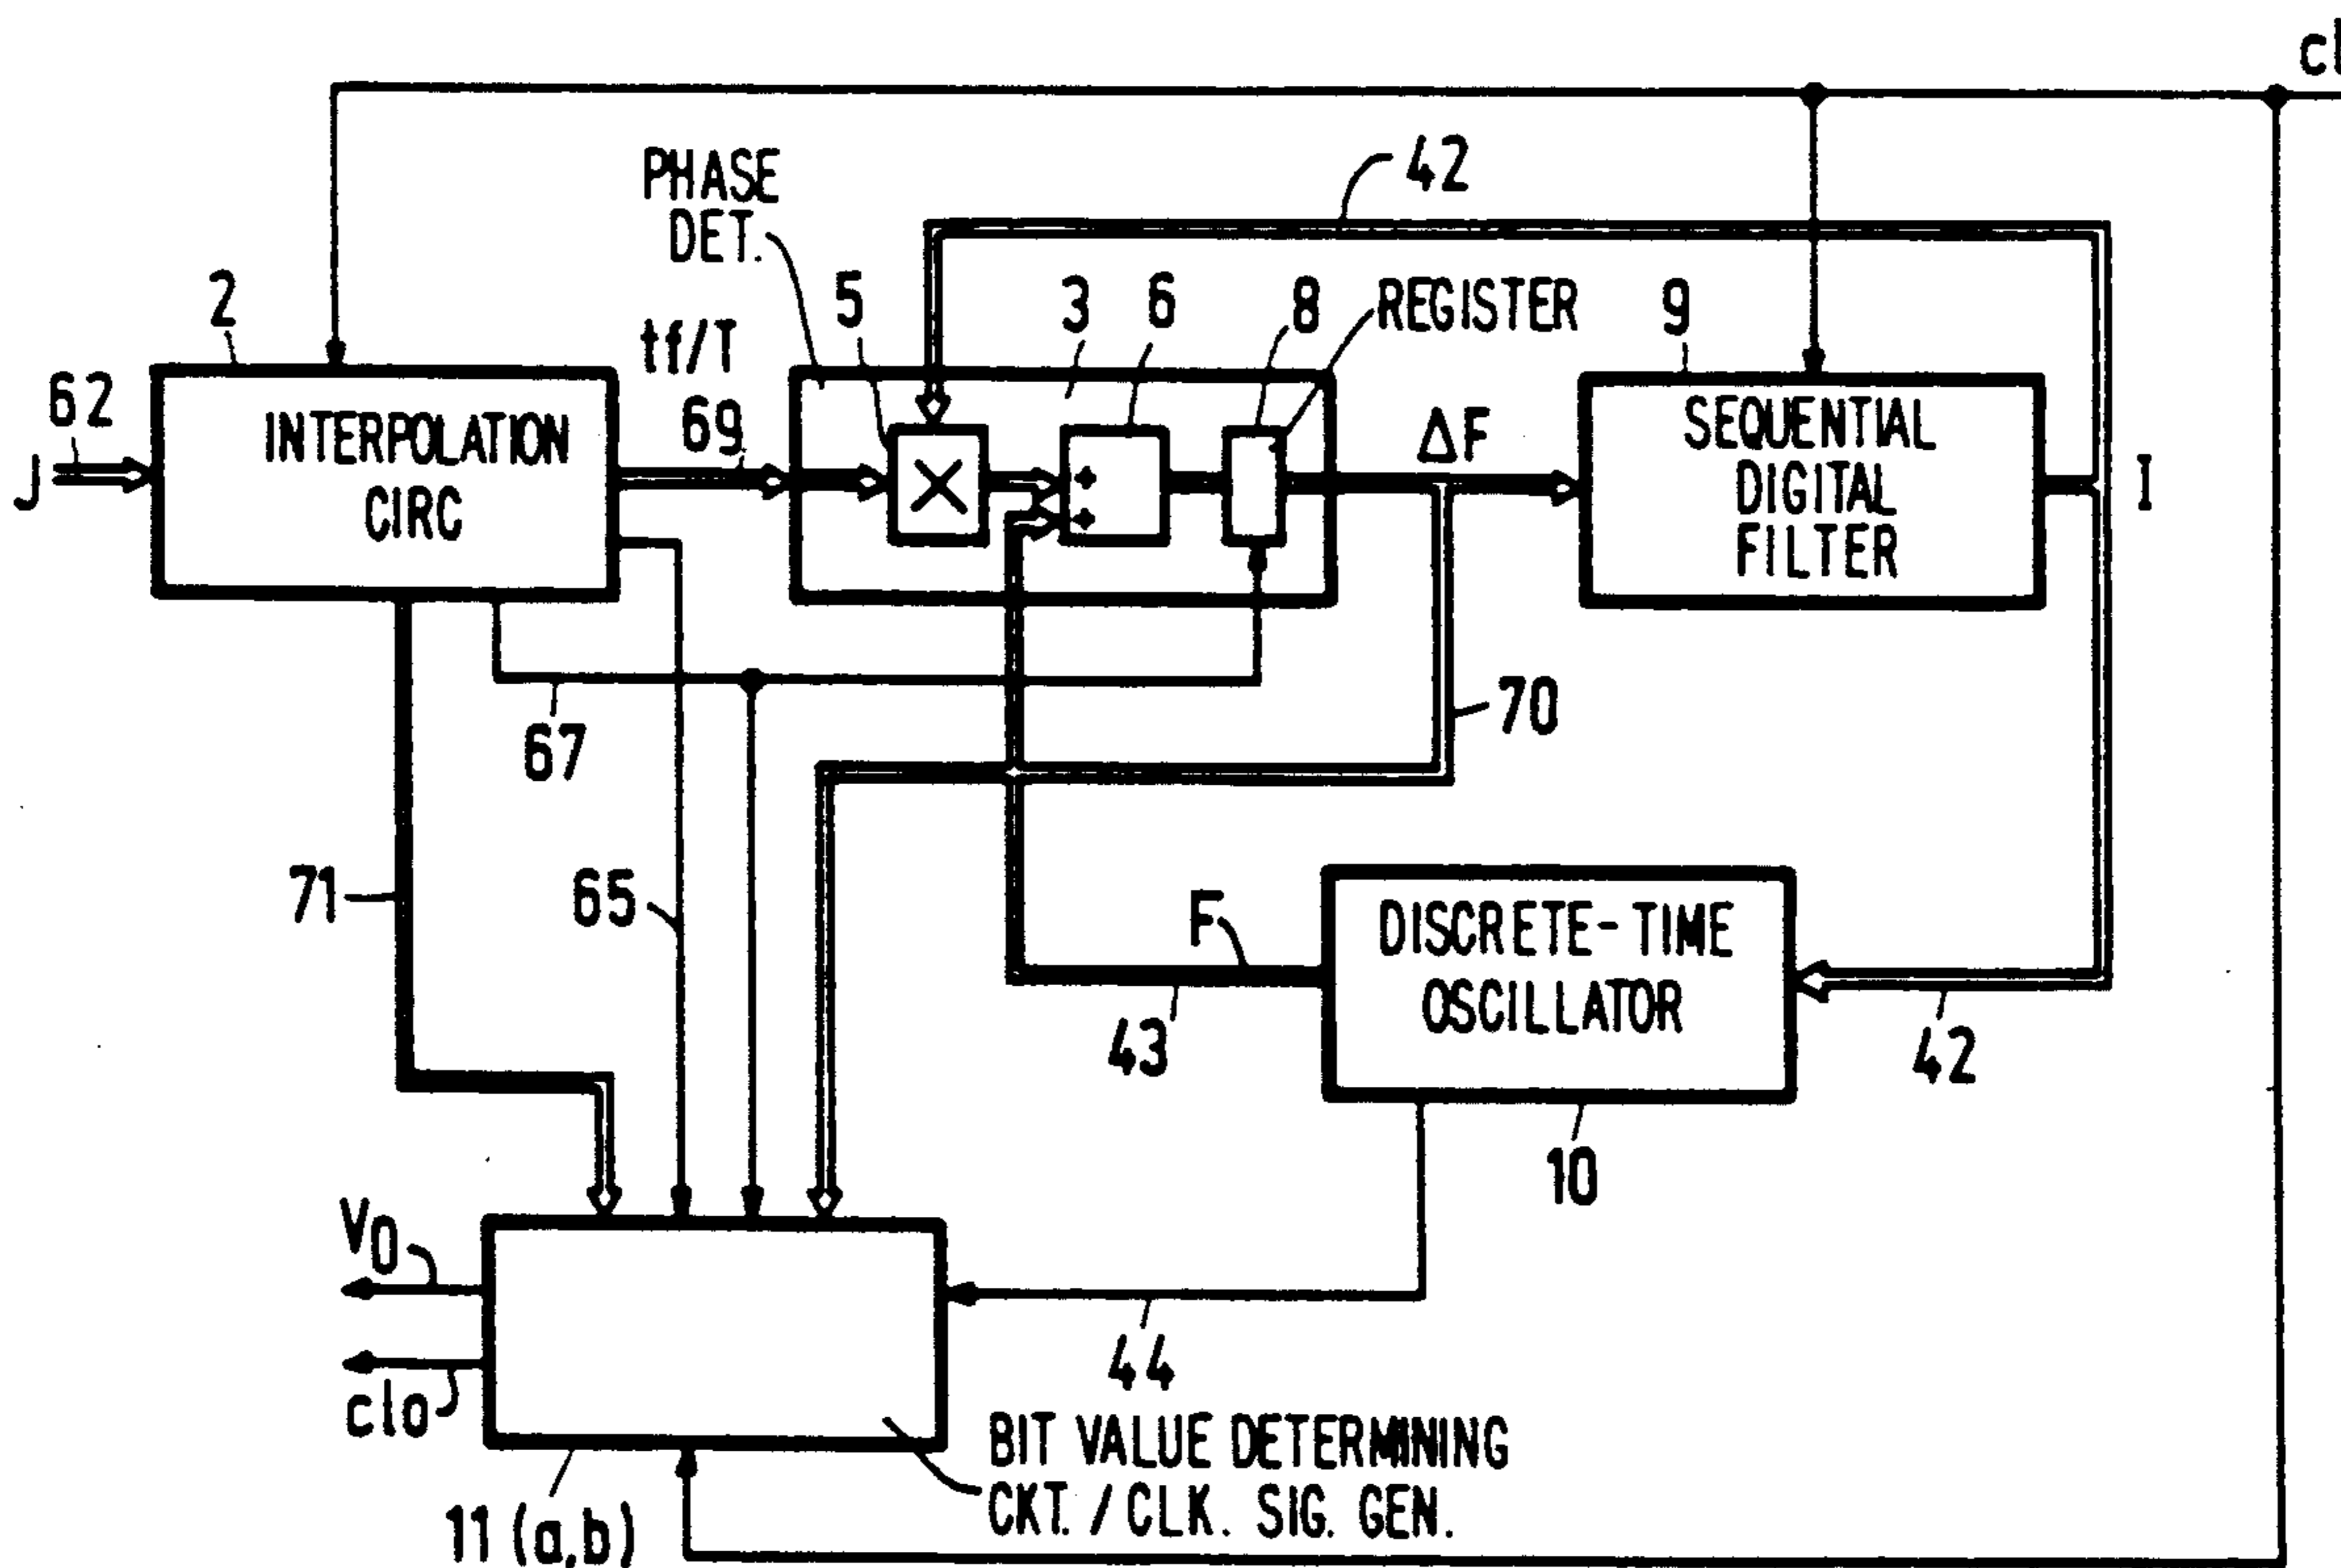 cl
PHASE
DET.
42
2
tf/T
5
3
6
8
REGISTER
9
62
J
INTERPOLATION
CIRC
69
ΔF
SEQUENTIAL
DIGITAL
FILTER
I
67
70
71
65
F
DISCRETE-TIME
OSCILLATOR
43
42
10
V0
clo
44
BIT VALUE DETERMINING
CKT. / CLK. SIG. GEN.
11 (a,b)